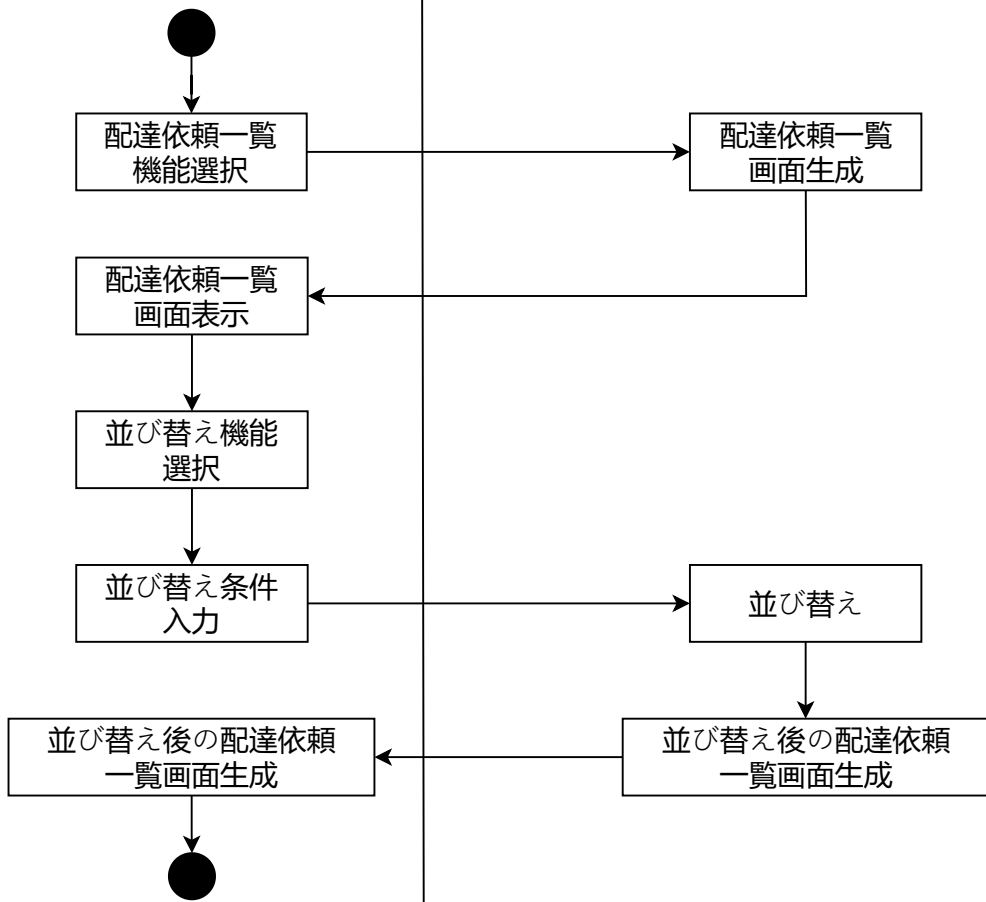 配達依頼一覧
機能選択
配達依頼一覧
画面生成
配達依頼一覧
画面表示
並び替え機能
選択
並び替え条件
入力
並び替え
並び替え後の配達依頼
一覧画面生成
並び替え後の配達依頼
一覧画面生成